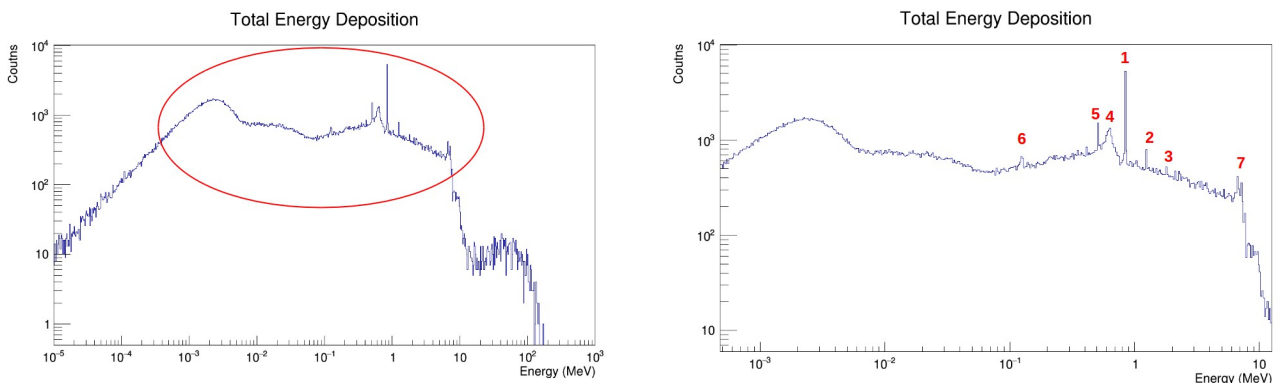 Total Energy Deposition
Coutns
10⁴
10³
10²
10
1
10⁻⁵ 10⁻⁴ 10⁻³ 10⁻² 10⁻¹ 1 10 10² 10³
Energy (MeV)
Total Energy Deposition
Coutns
10⁴
10³
10²
10
1
5 4
2
6
3
7
10⁻³ 10⁻² 10⁻¹ 1 10
Energy (MeV)